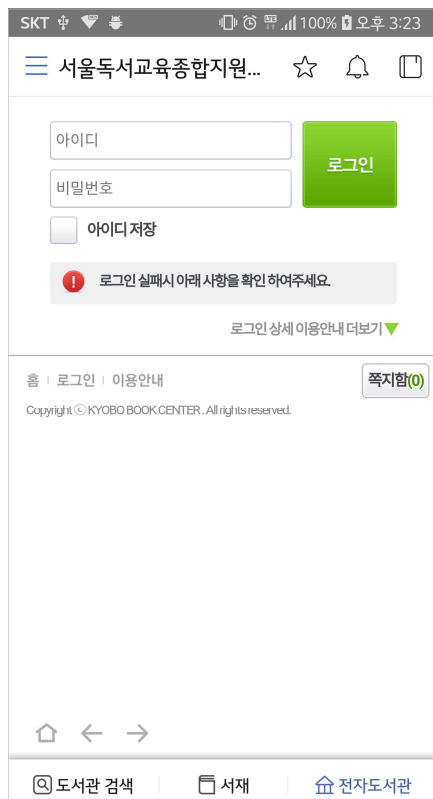 SKT 100% 오후 3:23
서울독서교육종합지원...
아이디
비밀번호
로그인
아이디 저장
로그인 실패시 아래 사항을 확인 하여주세요.
로그인 상세 이용안내 더보기▼
홈 | 로그인 | 이용안내
쪽지함(0)
Copyright ⓒ KYOBO BOOK CENTER. All rights reserved.
도서관 검색 서재 전자도서관